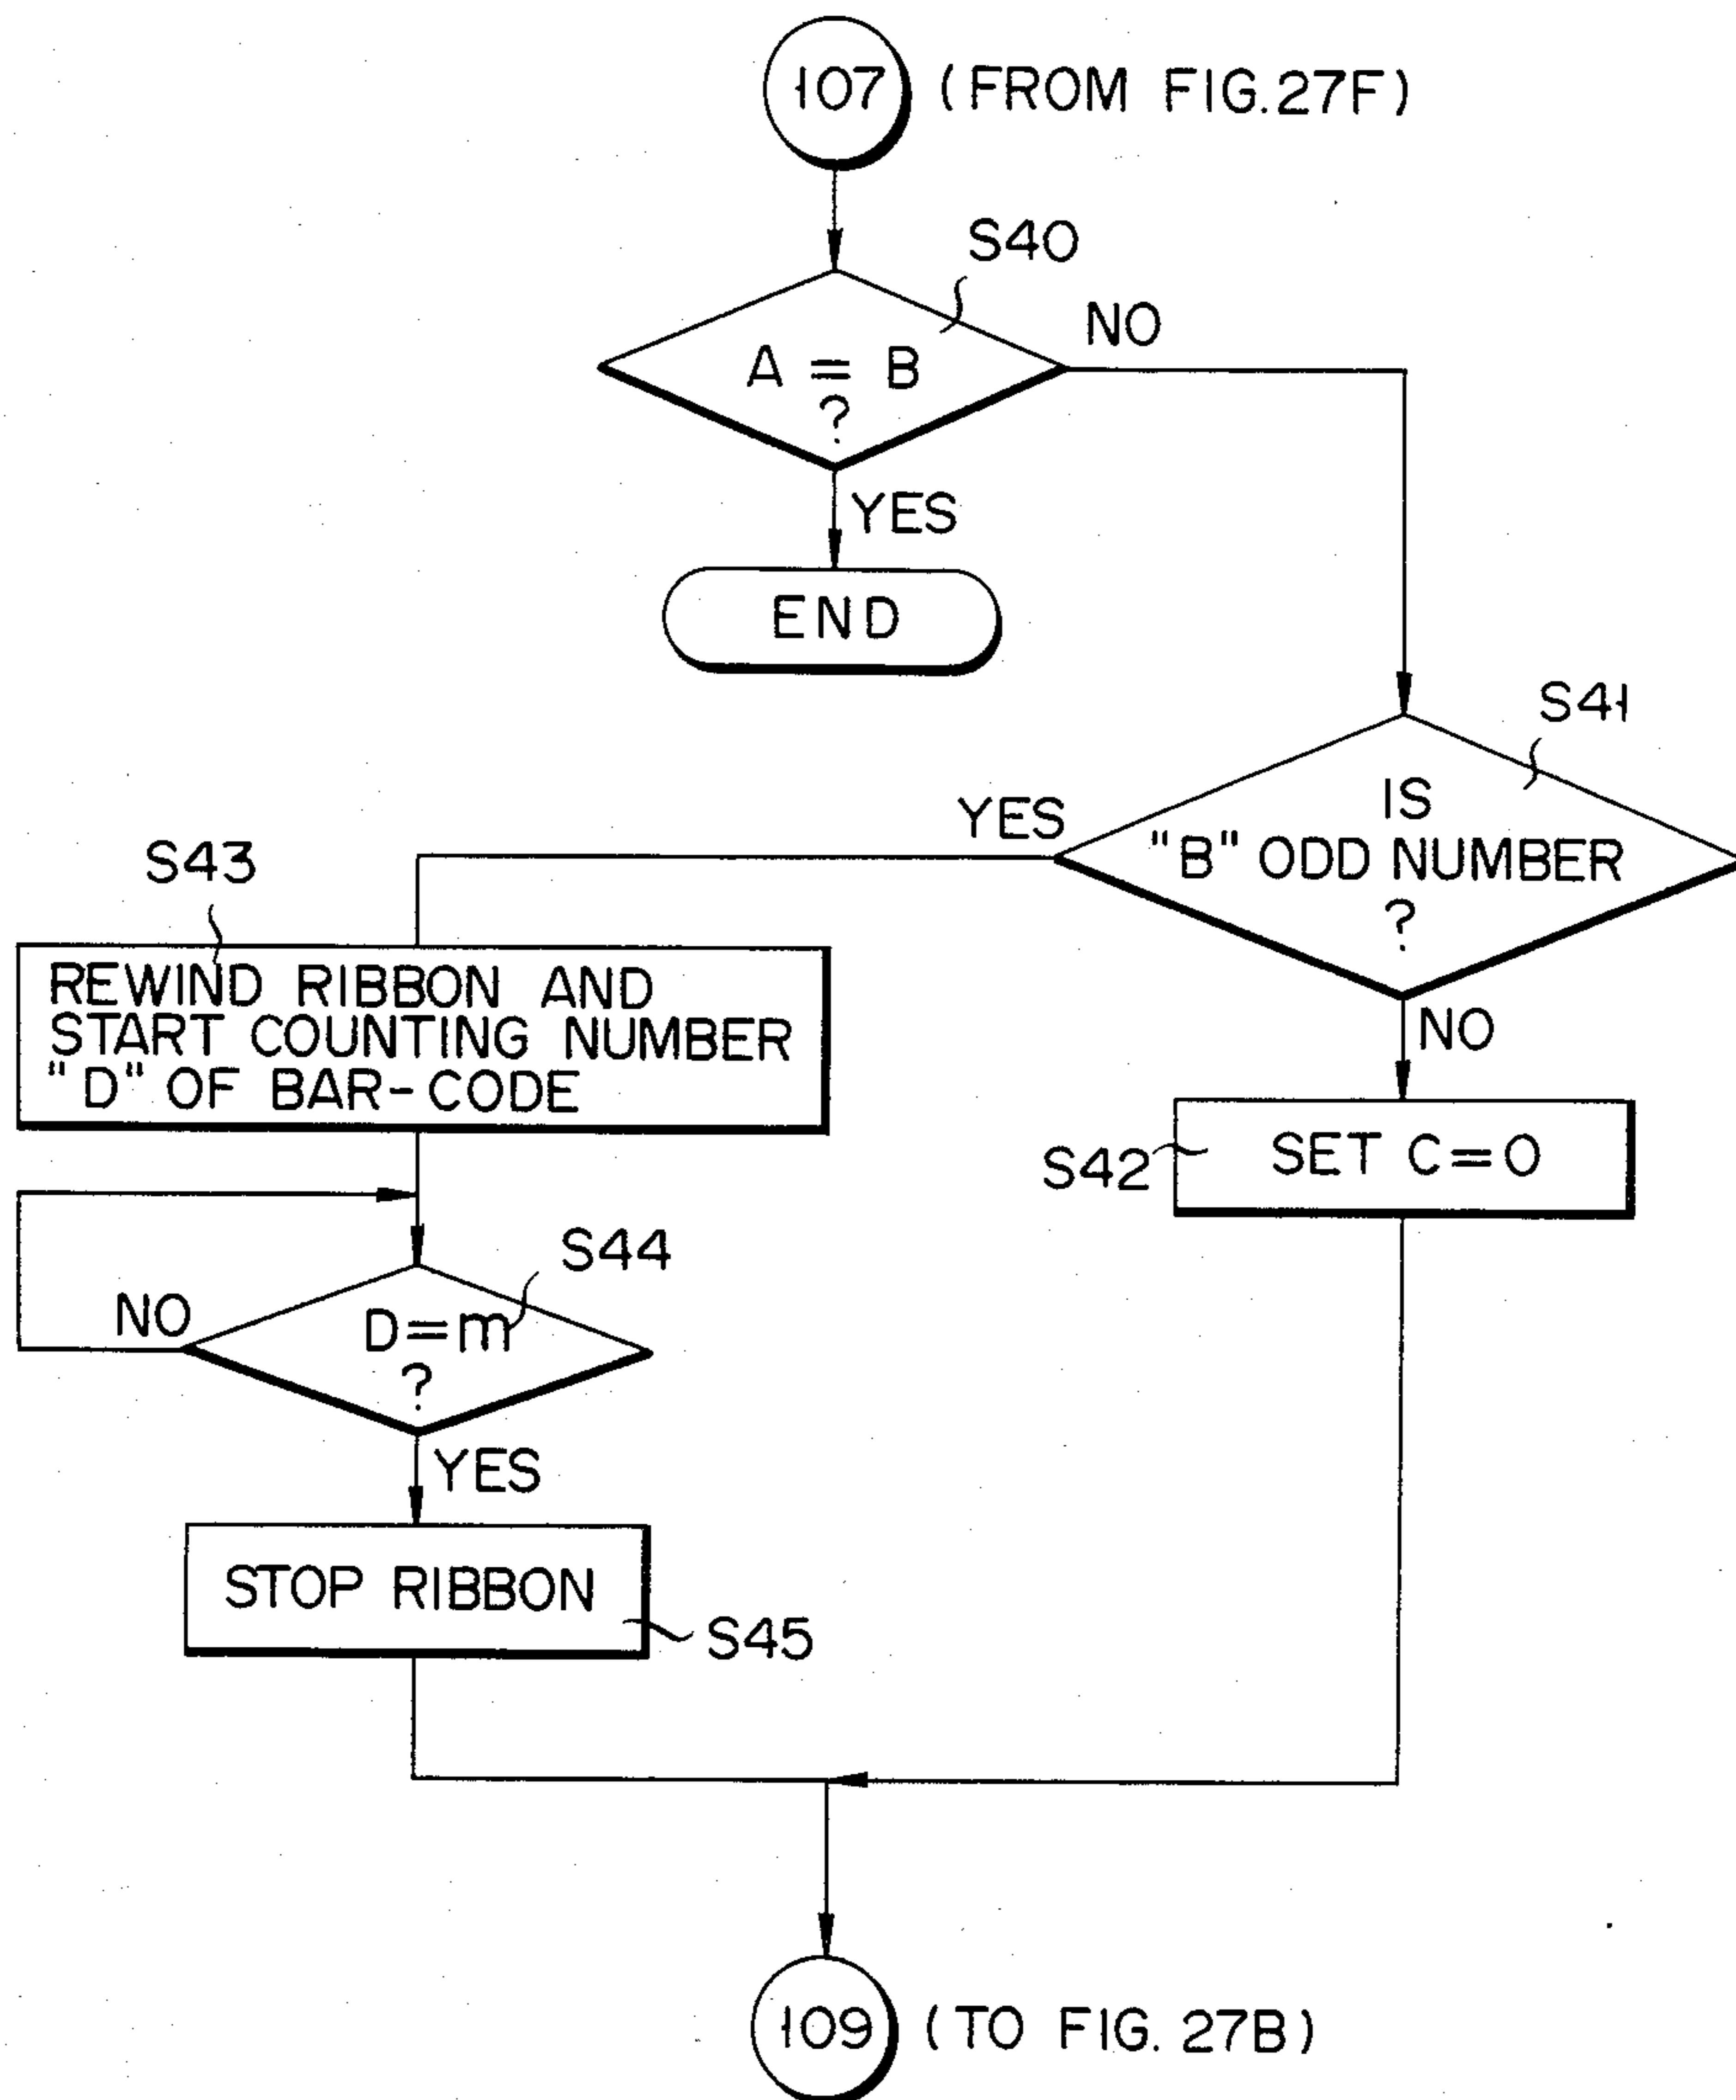 107 (FROM FIG.27F)
S40
A = B
?
NO
YES
END
S41
IS
"B" ODD NUMBER
?
YES
NO
S43
REWIND RIBBON AND
START COUNTING NUMBER
"D" OF BAR-CODE
S42
SET C=0
S44
D=m
?
NO
YES
STOP RIBBON
S45
109 (TO FIG. 27B)